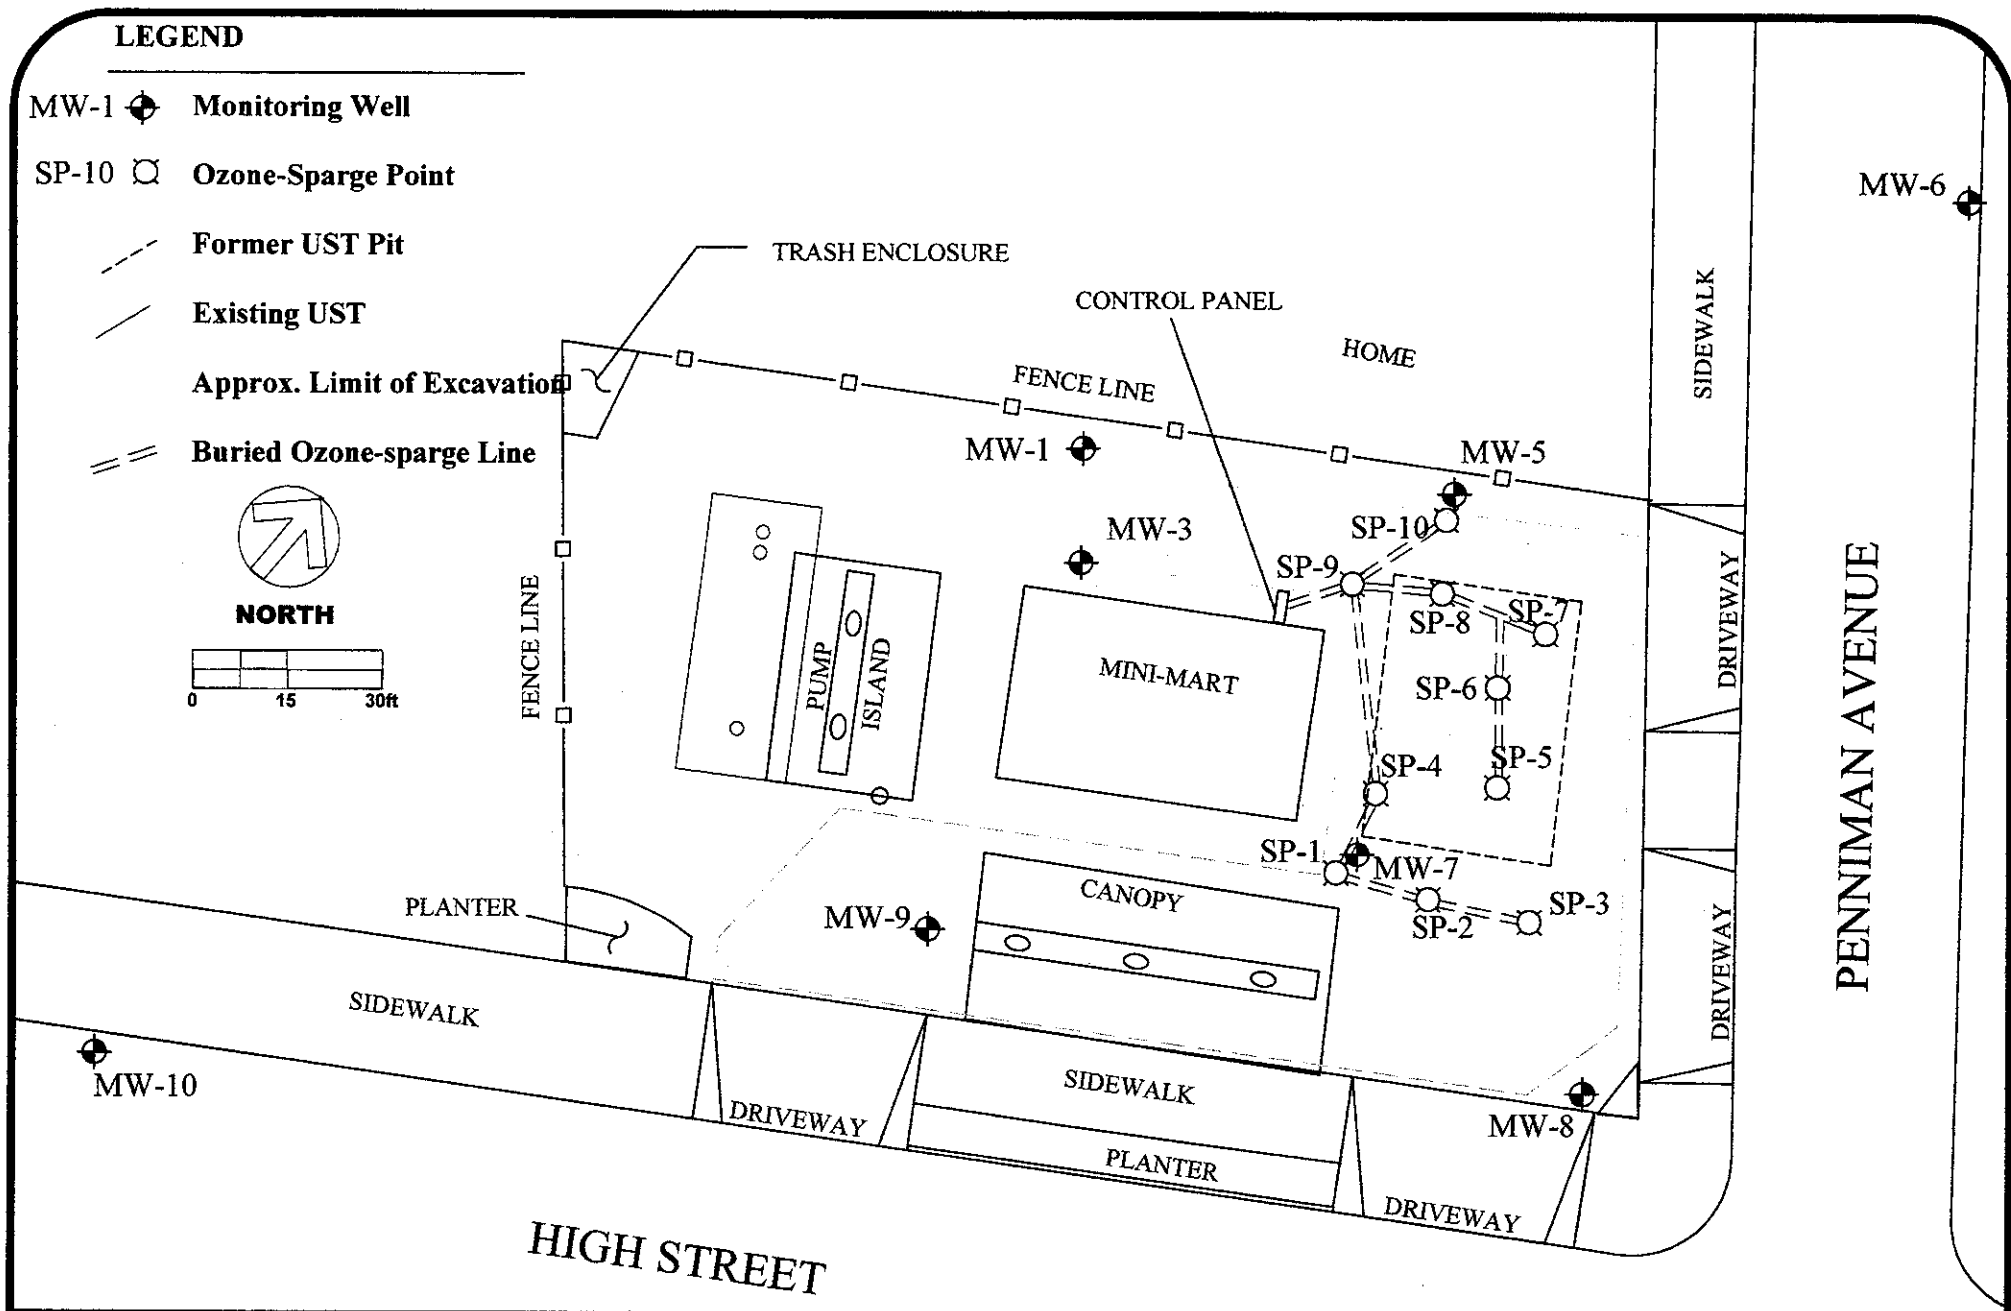 LEGEND
MW-1 Monitoring Well
SP-10 Ozone-Sparge Point
Former UST Pit
Existing UST
Approx. Limit of Excavation
Buried Ozone-sparge Line
NORTH
0 15 30ft
TRASH ENCLOSURE
CONTROL PANEL
HOME
FENCE LINE
SIDEWALK
MW-6
MW-1
MW-5
MW-3
SP-10
SP-9
SP-8
SP-7
SP-6
SP-5
SP-4
FENCE LINE
PUMP
ISLAND
MINI-MART
DRIVEWAY
PENNIMAN AVENUE
SP-1
MW-7
SP-2
SP-3
CANOPY
PLANTER
MW-9
DRIVEWAY
SIDEWALK
MW-10
DRIVEWAY
SIDEWALK
PLANTER
MW-8
DRIVEWAY
HIGH STREET